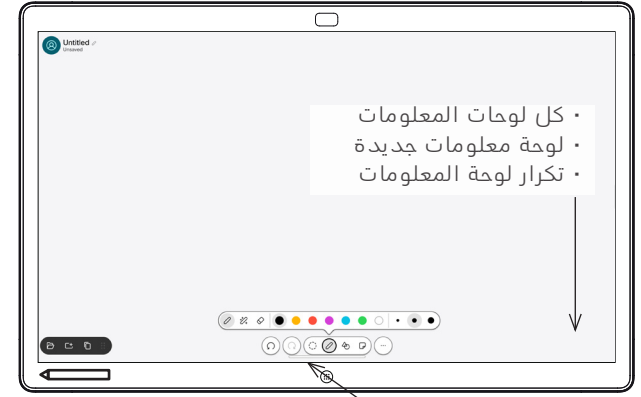 Untitled
Unsaved
• كل لوحات المعلومات
• لوحة معلومات جديدة
• تكرار لوحة المعلومات